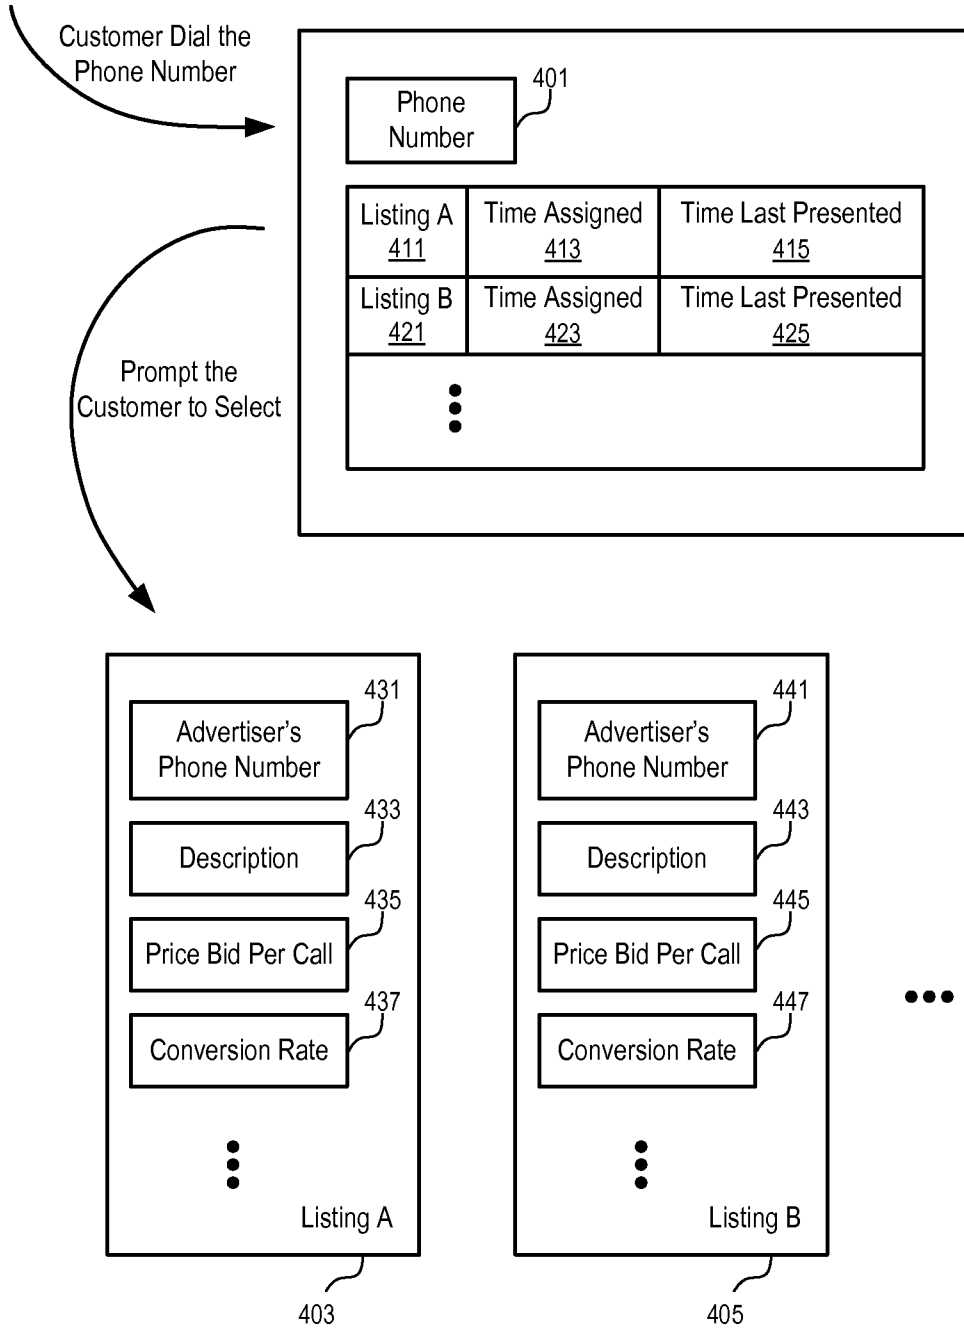 Customer Dial the
Phone Number
401
Phone
Number
Listing A Time Assigned Time Last Presented
411 413 415
Listing B Time Assigned Time Last Presented
421 423 425
Prompt the
Customer to Select
431
Advertiser's
Phone Number
433
Description
435
Price Bid Per Call
437
Conversion Rate
Listing A
403
441
Advertiser's
Phone Number
443
Description
445
Price Bid Per Call
447
Conversion Rate
Listing B
405